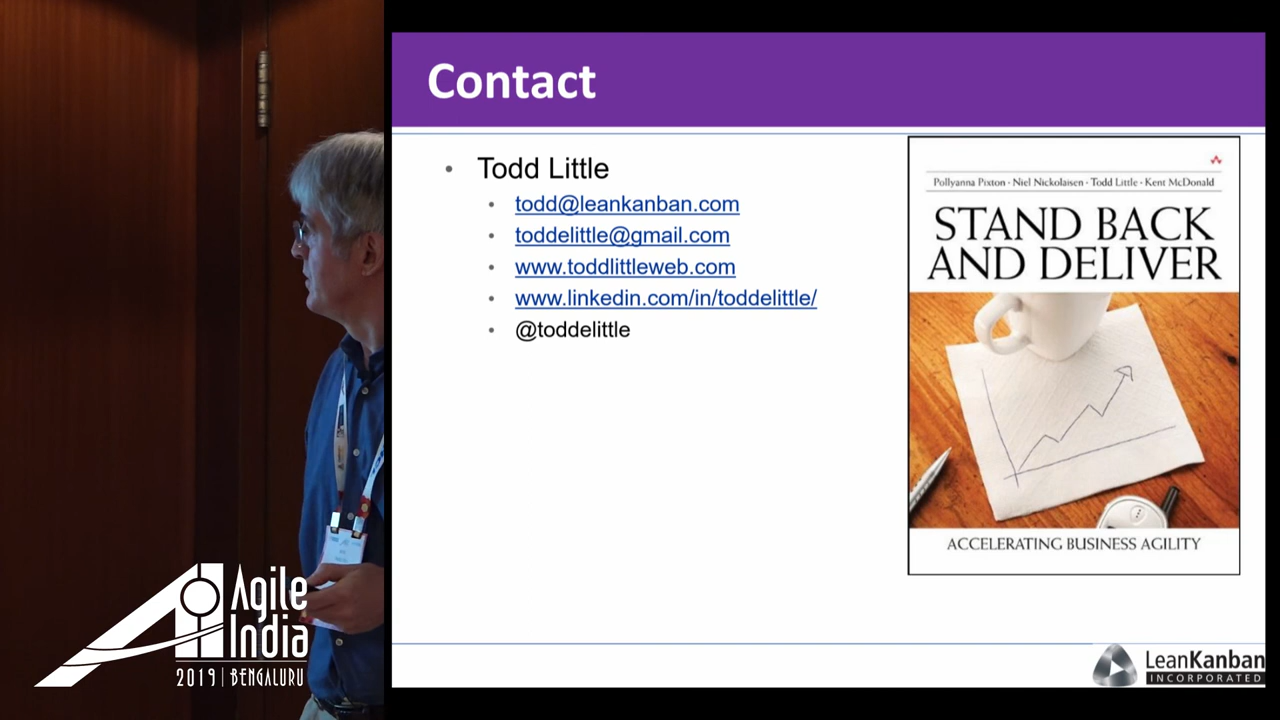 Contact
• Todd Little
• todd@leankanban.com
• toddelittle@gmail.com
• www.toddlittleweb.com
• www.linkedin.com/in/toddelittle/
• @toddelittle
Pollyanna Pixton · Niel Nickolaisen · Todd Little · Kent McDonald
STAND BACK
AND DELIVER
ACCELERATING BUSINESS AGILITY
Agile
India
2019 | BENGALURU
LeanKanban
INCORPORATED